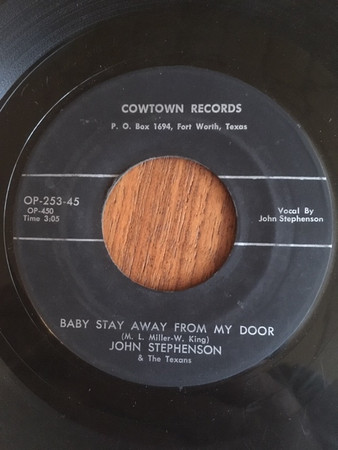 COWTOWN RECORDS
P. O. Box 1694, Fort Worth, Texas
OP-253-45
OP-450
Time 3:05
Vocal By
John Stephenson
BABY STAY AWAY FROM MY DOOR
(M. L. Miller-W. King)
JOHN STEPHENSON
& The Texans